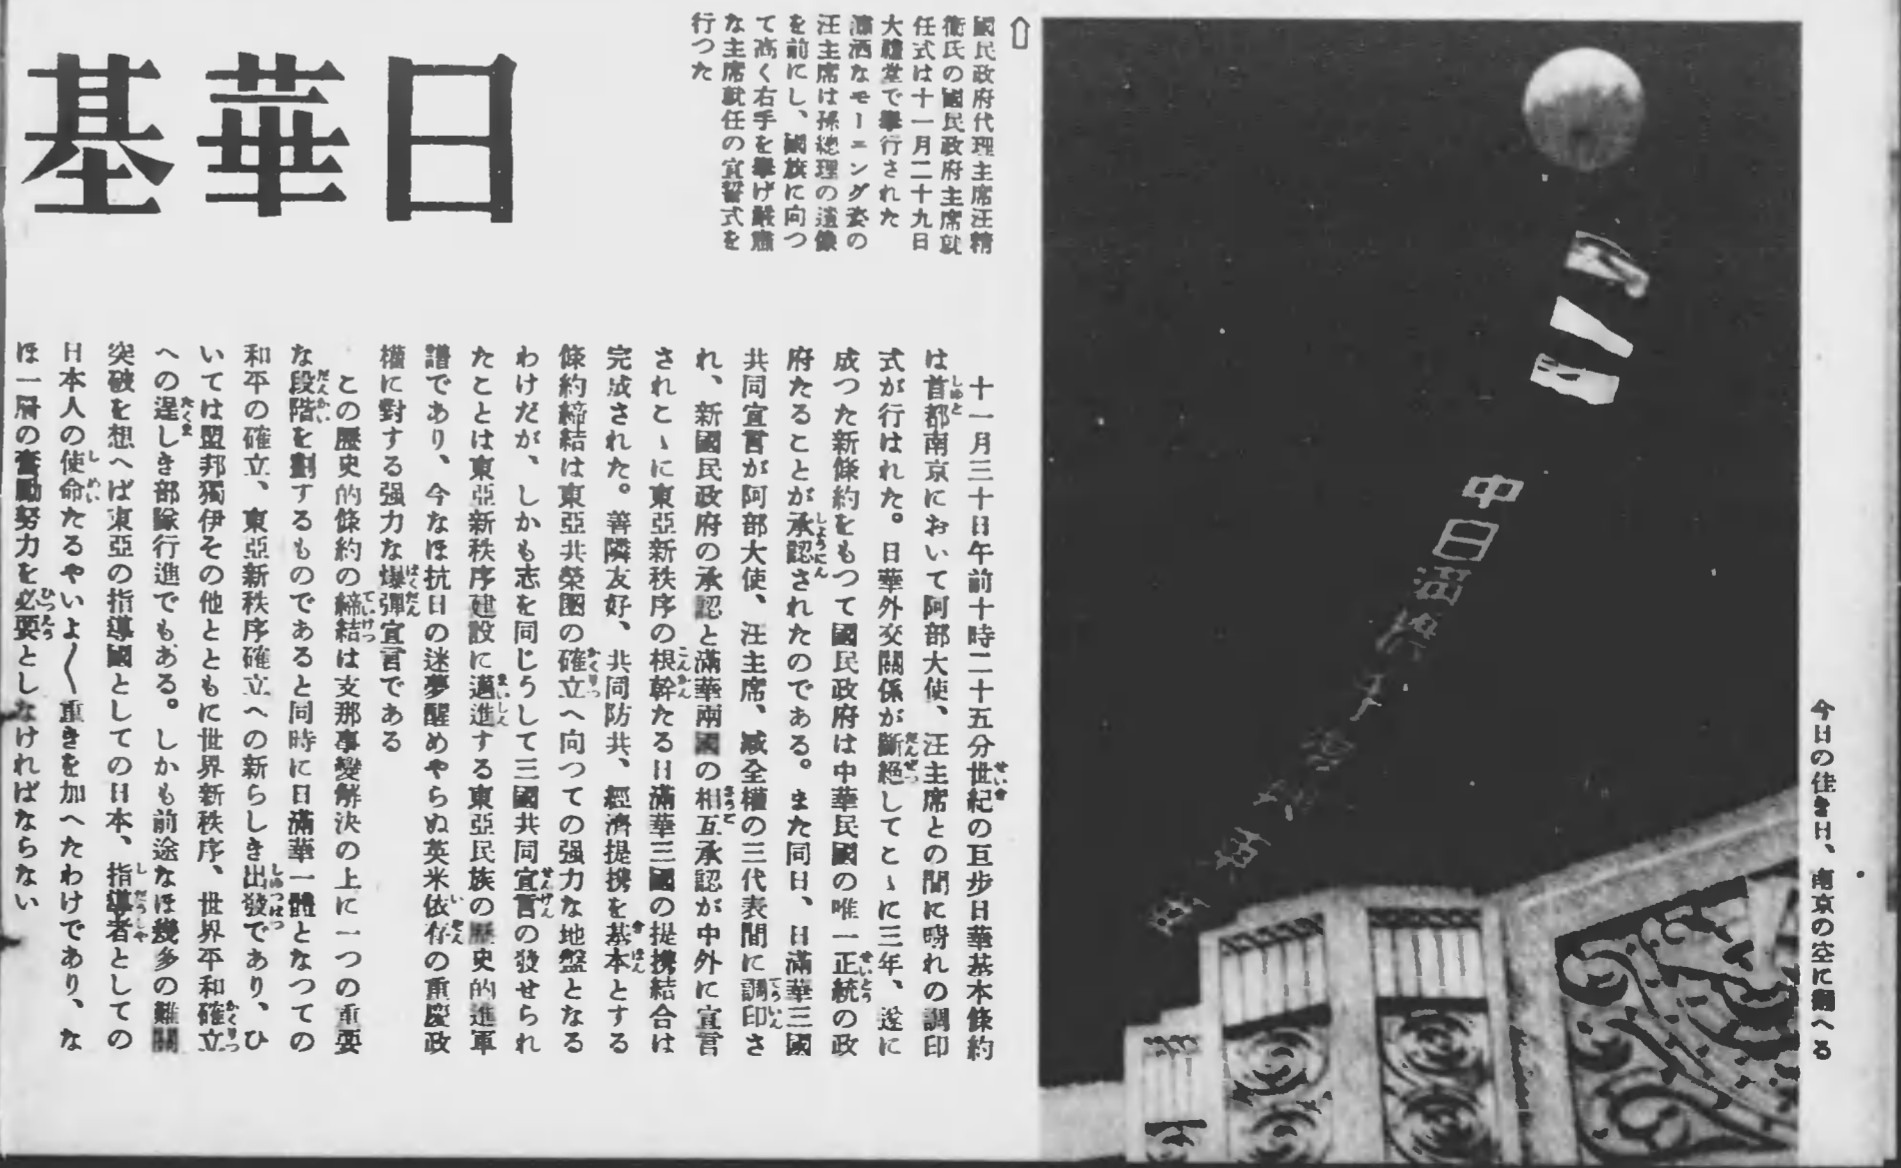 今日の佳き日、南京の空に翻へる
中日満
⇧
國民政府代理主席汪精
衞氏の國民政府主席就
任式は十一月二十九日
大禮堂で擧行された
瀟洒なモーニング姿の
汪主席は孫總理の遺像
を前にし、國旗に向つ
て高く右手を擧げ嚴肅
な主席就任の宣誓式を
行つた
日華基
十一月三十日午前十時二十五分世紀の巨歩日華基本條約
は首都南京において阿部大使、汪主席との間に晴れの調印
式が行はれた。日華外交關係が斷絶してこゝに三年、遂に
成つた新條約をもつて國民政府は中華民國の唯一正統の政
府たることが承認されたのである。また同日、日滿華三國
共同宣言が阿部大使、汪主席、臧全權の三代表間に調印さ
れ、新國民政府の承認と滿華兩國の相互承認が中外に宣言
されこゝに東亞新秩序の根幹たる日滿華三國の提携結合は
完成された。善隣友好、共同防共、經濟提携を基本とする
條約締結は東亞共榮圏の確立へ向つての强力な地盤となる
わけだが、しかも志を同じうして三國共同宣言の發せられ
たことは東亞新秩序建設に邁進する東亞民族の歷史的進軍
譜であり、今なほ抗日の迷夢醒めやらぬ英米依存の重慶政
權に對する强力な爆彈宣言である
この歷史的條約の締結は支那事變解決の上に一つの重要
な段階を劃するものであると同時に日滿華一體となつての
和平の確立、東亞新秩序確立への新らしき出發であり、ひ
いては盟邦獨伊その他とともに世界新秩序、世界平和確立
への逞しき部隊行進でもある。しかも前途なほ幾多の難關
突破を想へば東亞の指導國としての日本、指導者としての
日本人の使命たるやいよ〱重きを加へたわけであり、な
ほ一層の奮勵努力を必要としなければならない